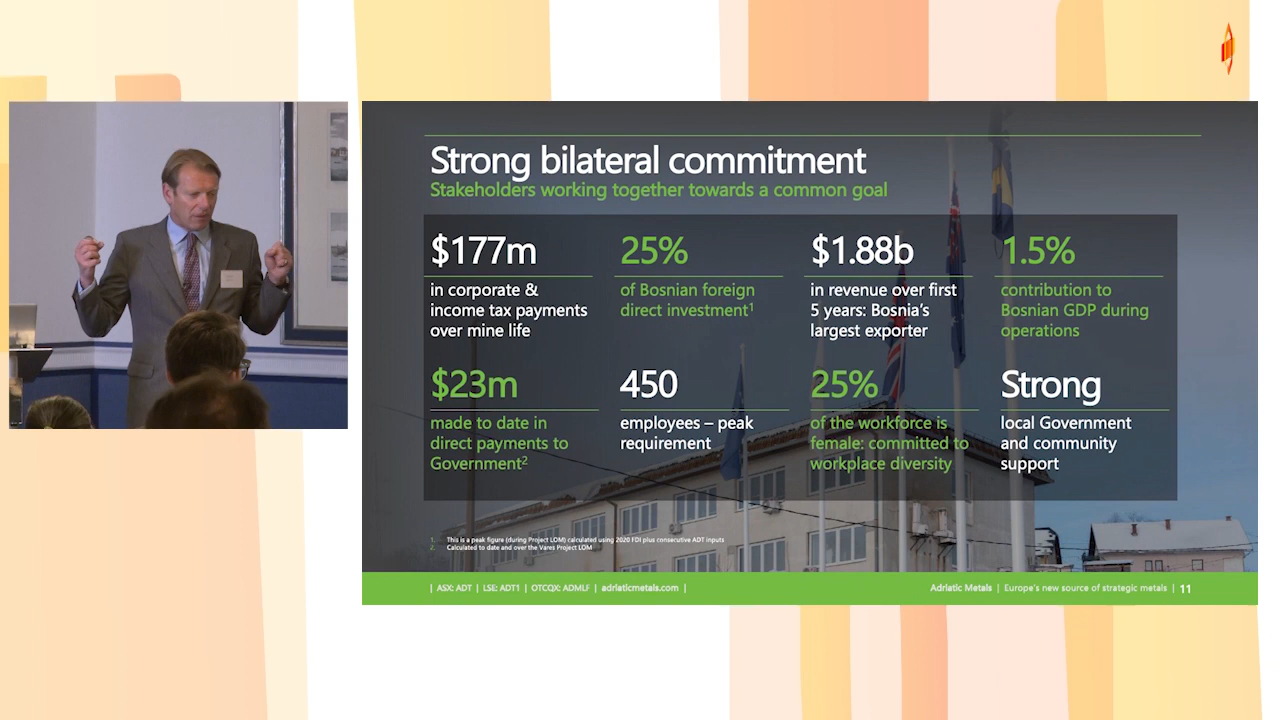 Strong bilateral commitment
Stakeholders working together towards a common goal
$177m
in corporate &
income tax payments
over mine life
25%
of Bosnian foreign
direct investment¹
$1.88b
in revenue over first
5 years: Bosnia's
largest exporter
1.5%
contribution to
Bosnian GDP during
operations
$23m
made to date in
direct payments to
Government²
450
employees – peak
requirement
25%
of the workforce is
female: committed to
workplace diversity
Strong
local Government
and community
support
1. This is a peak figure (during Project LOM) calculated using 2020 FDI plus consecutive ADT inputs
2. Calculated to date and over the Vares Project LOM
| ASX: ADT | LSE: ADT1 | OTCQX: ADMLF | adriaticmetals.com |
Adriatic Metals | Europe's new source of strategic metals | 11